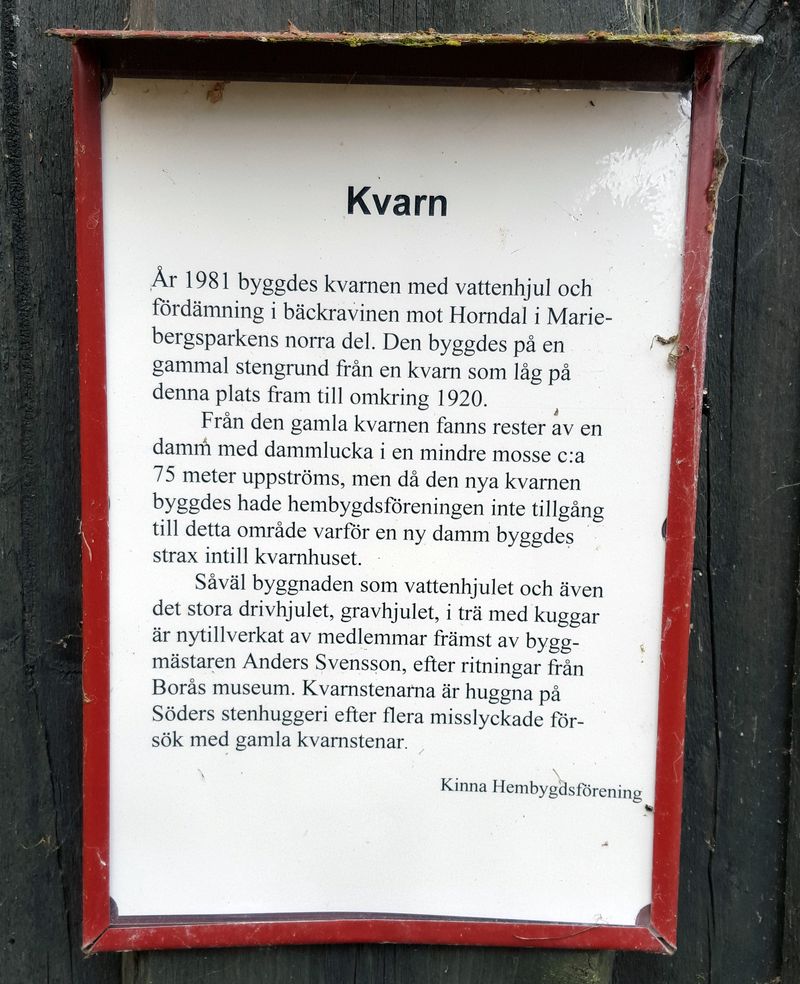 Kvarn
År 1981 byggdes kvarnen med vattenhjul och
fördämning i bäckravinen mot Horndal i Marie-
bergsparkens norra del. Den byggdes på en
gammal stengrund från en kvarn som låg på
denna plats fram till omkring 1920.
Från den gamla kvarnen fanns rester av en
damm med dammlucka i en mindre mosse c:a
75 meter uppströms, men då den nya kvarnen
byggdes hade hembygdsföreningen inte tillgång
till detta område varför en ny damm byggdes
strax intill kvarnhuset.
Såväl byggnaden som vattenhjulet och även
det stora drivhjulet, gravhjulet, i trä med kuggar
är nytillverkat av medlemmar främst av bygg-
mästaren Anders Svensson, efter ritningar från
Borås museum. Kvarnstenarna är huggna på
Söders stenhuggeri efter flera misslyckade för-
sök med gamla kvarnstenar.
Kinna Hembygdsförening